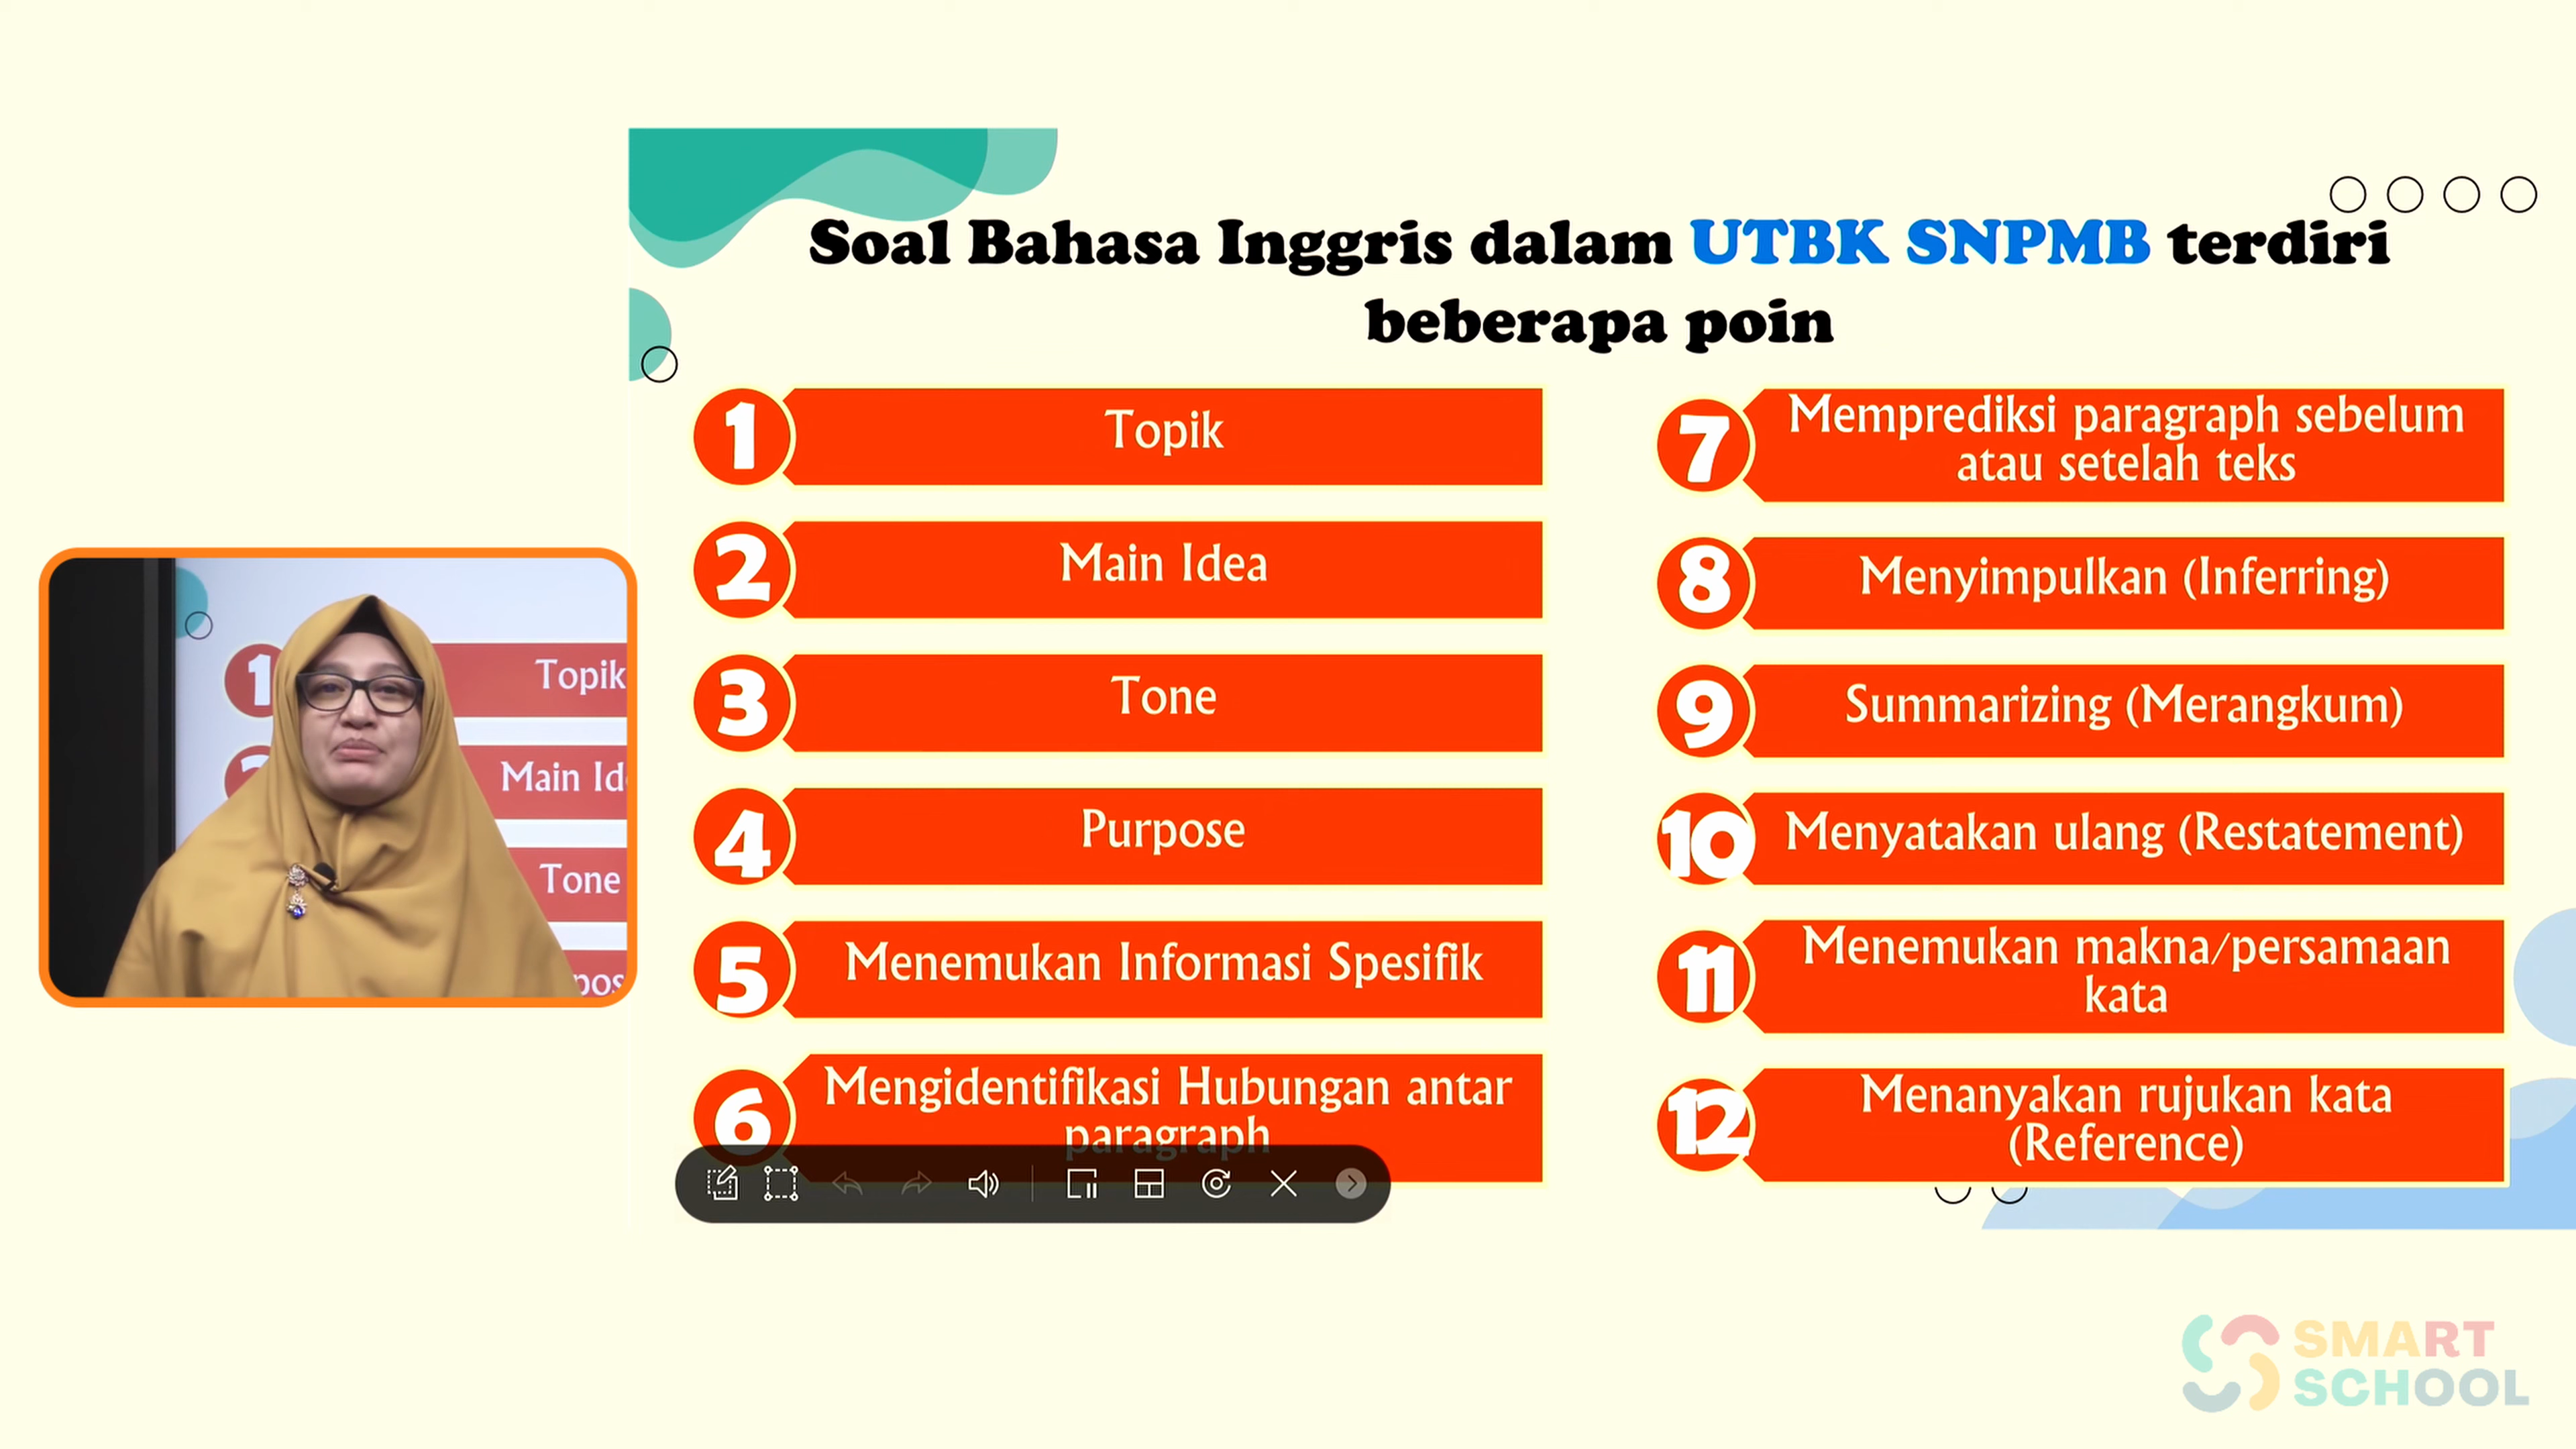 Soal Bahasa Inggris dalam UTBK SNPMB terdiri
beberapa poin
1 Topik
2 Main Idea
3 Tone
4 Purpose
5 Menemukan Informasi Spesifik
6 Mengidentifikasi Hubungan antar
paragraph
7 Memprediksi paragraph sebelum
atau setelah teks
8 Menyimpulkan (Inferring)
9 Summarizing (Merangkum)
10 Menyatakan ulang (Restatement)
11 Menemukan makna/persamaan
kata
12 Menanyakan rujukan kata
(Reference)
1 Topik
2 Main Id
Tone
pos
SMART
SCHOOL